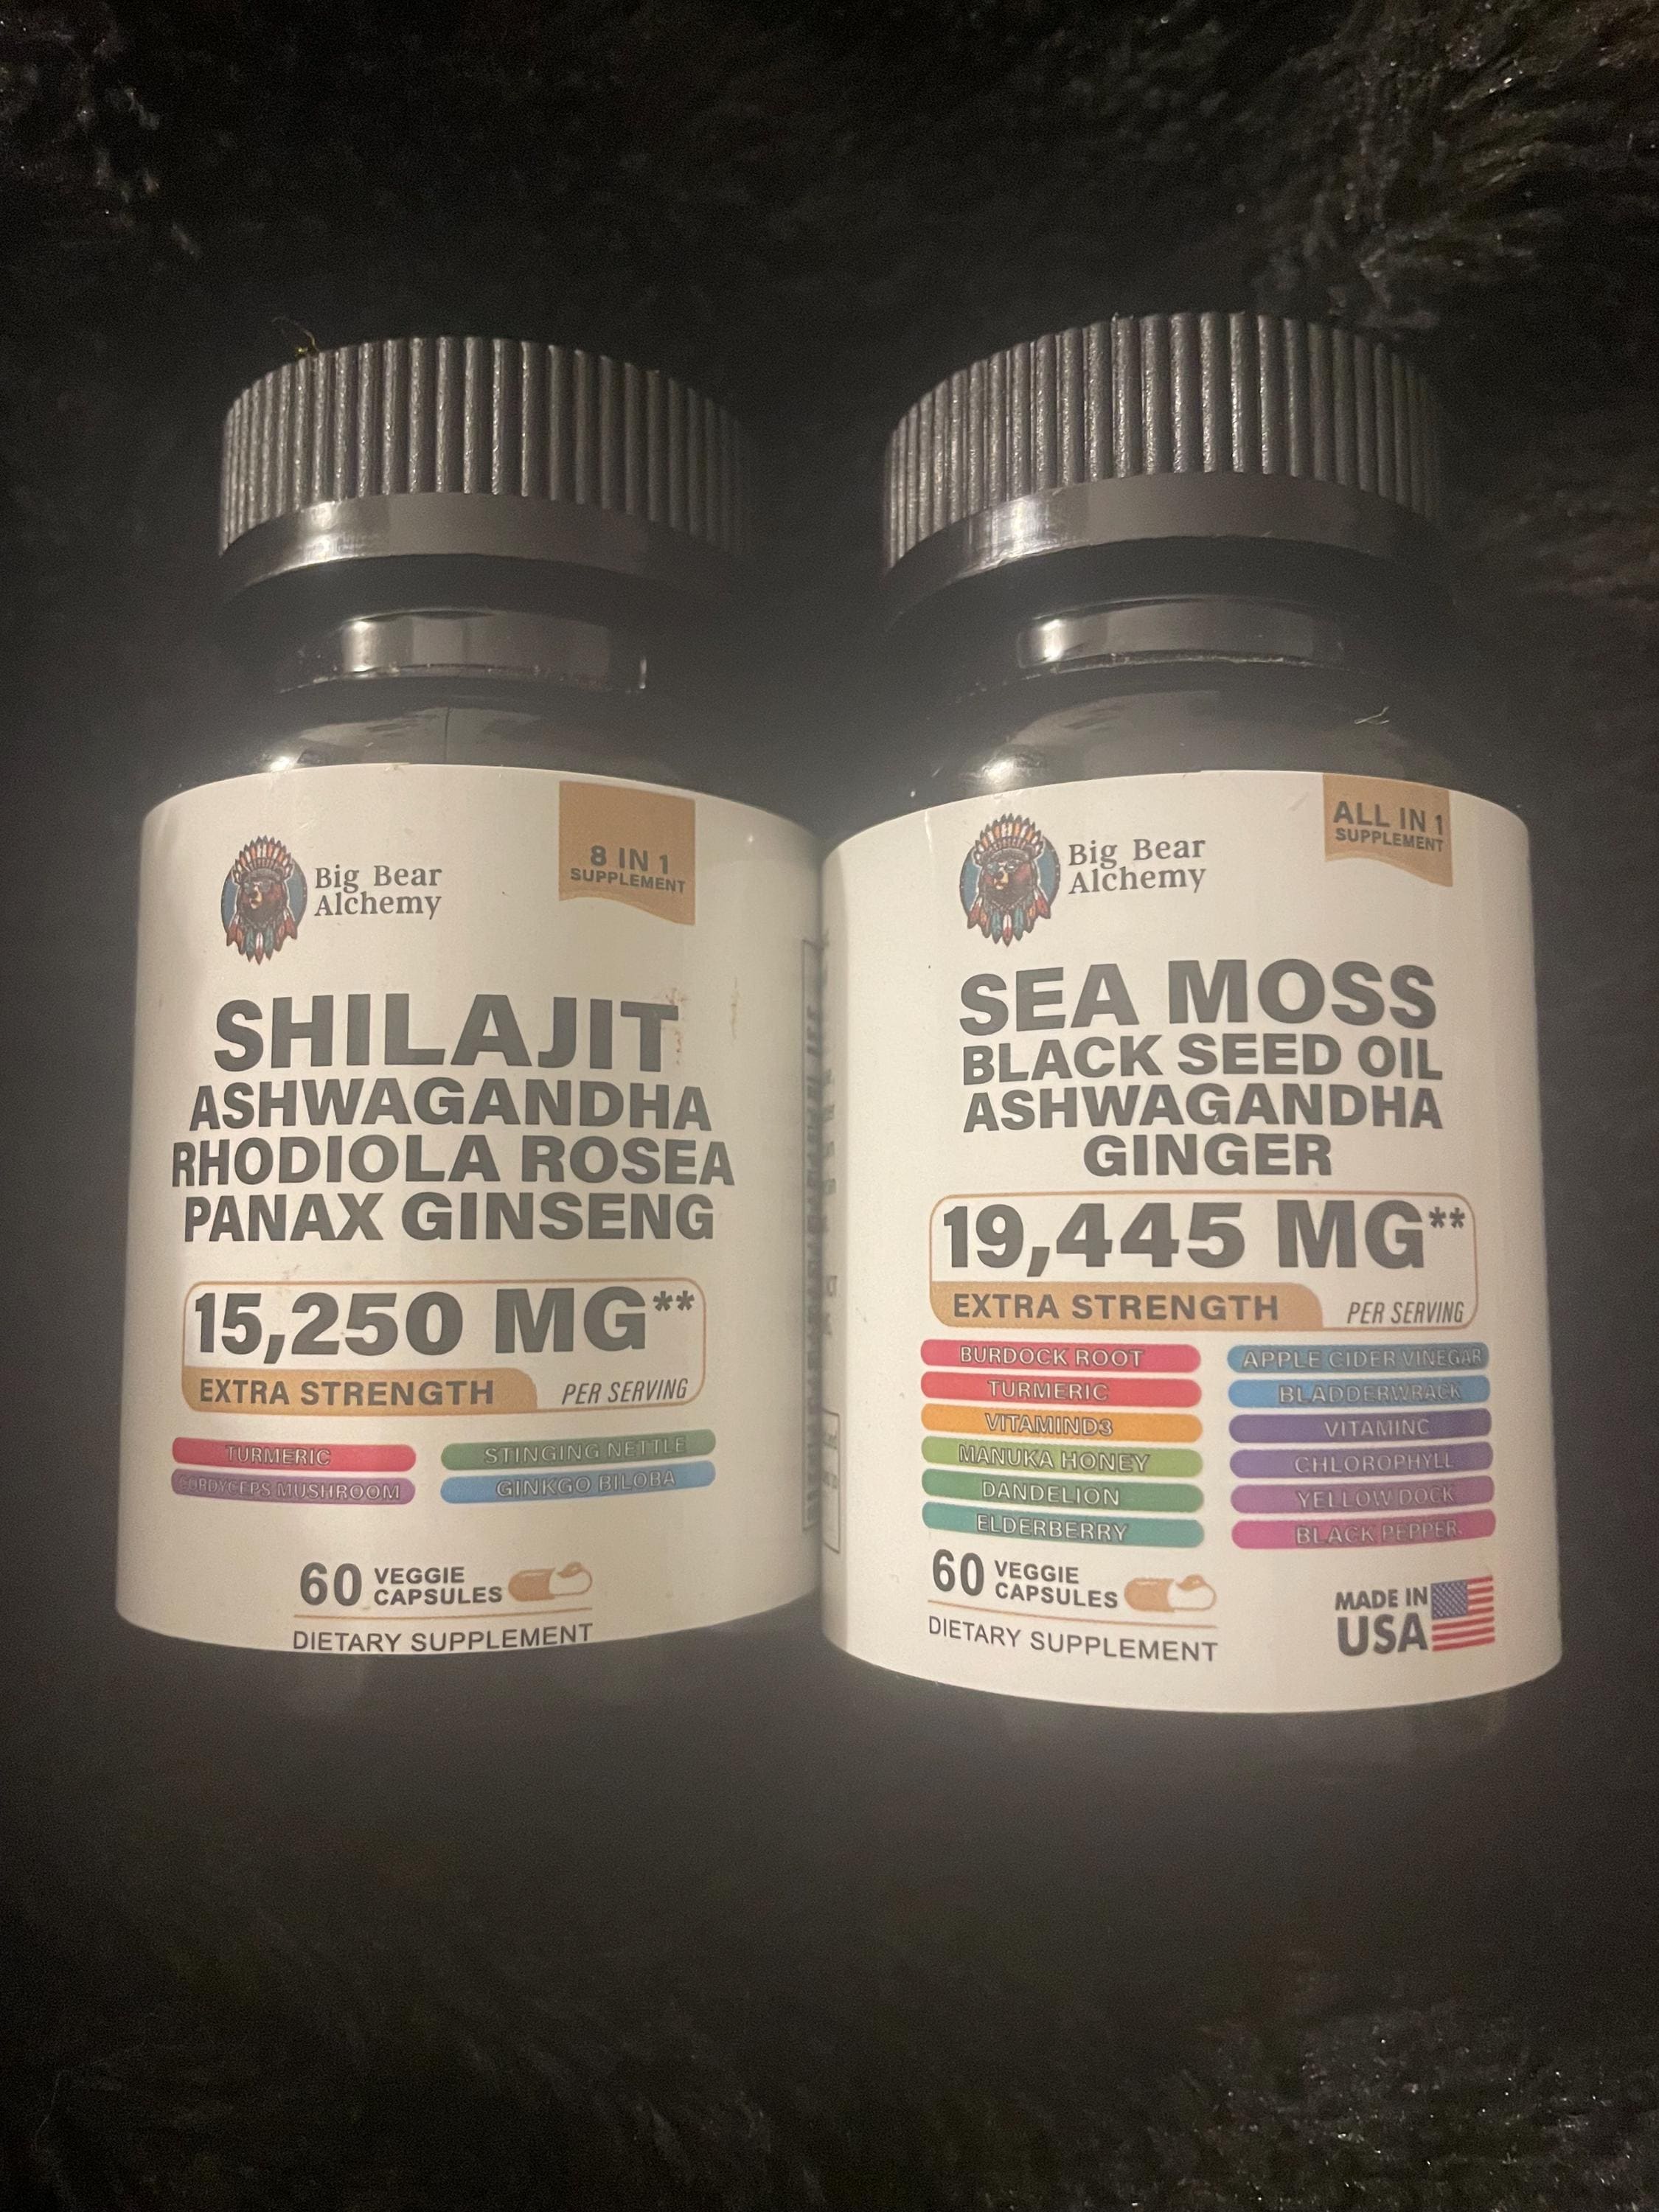 Big Bear
Alchemy
8 IN 1
SUPPLEMENT
SHILAJIT
ASHWAGANDHA
RHODIOLA ROSEA
PANAX GINSENG
15,250 MG**
EXTRA STRENGTH PER SERVING
TURMERIC STINGING NETTLE
CORDYCEPS MUSHROOM GINKGO BILOBA
60 VEGGIE
CAPSULES
DIETARY SUPPLEMENT
Big Bear
Alchemy
ALL IN 1
SUPPLEMENT
SEA MOSS
BLACK SEED OIL
ASHWAGANDHA
GINGER
19,445 MG**
EXTRA STRENGTH PER SERVING
BURDOCK ROOT APPLE CIDER VINEGAR
TURMERIC BLADDERWRACK
VITAMIND3 VITAMINC
MANUKA HONEY CHLOROPHYLL
DANDELION YELLOW DOCK
ELDERBERRY BLACK PEPPER
60 VEGGIE
CAPSULES
DIETARY SUPPLEMENT
MADE IN
USA